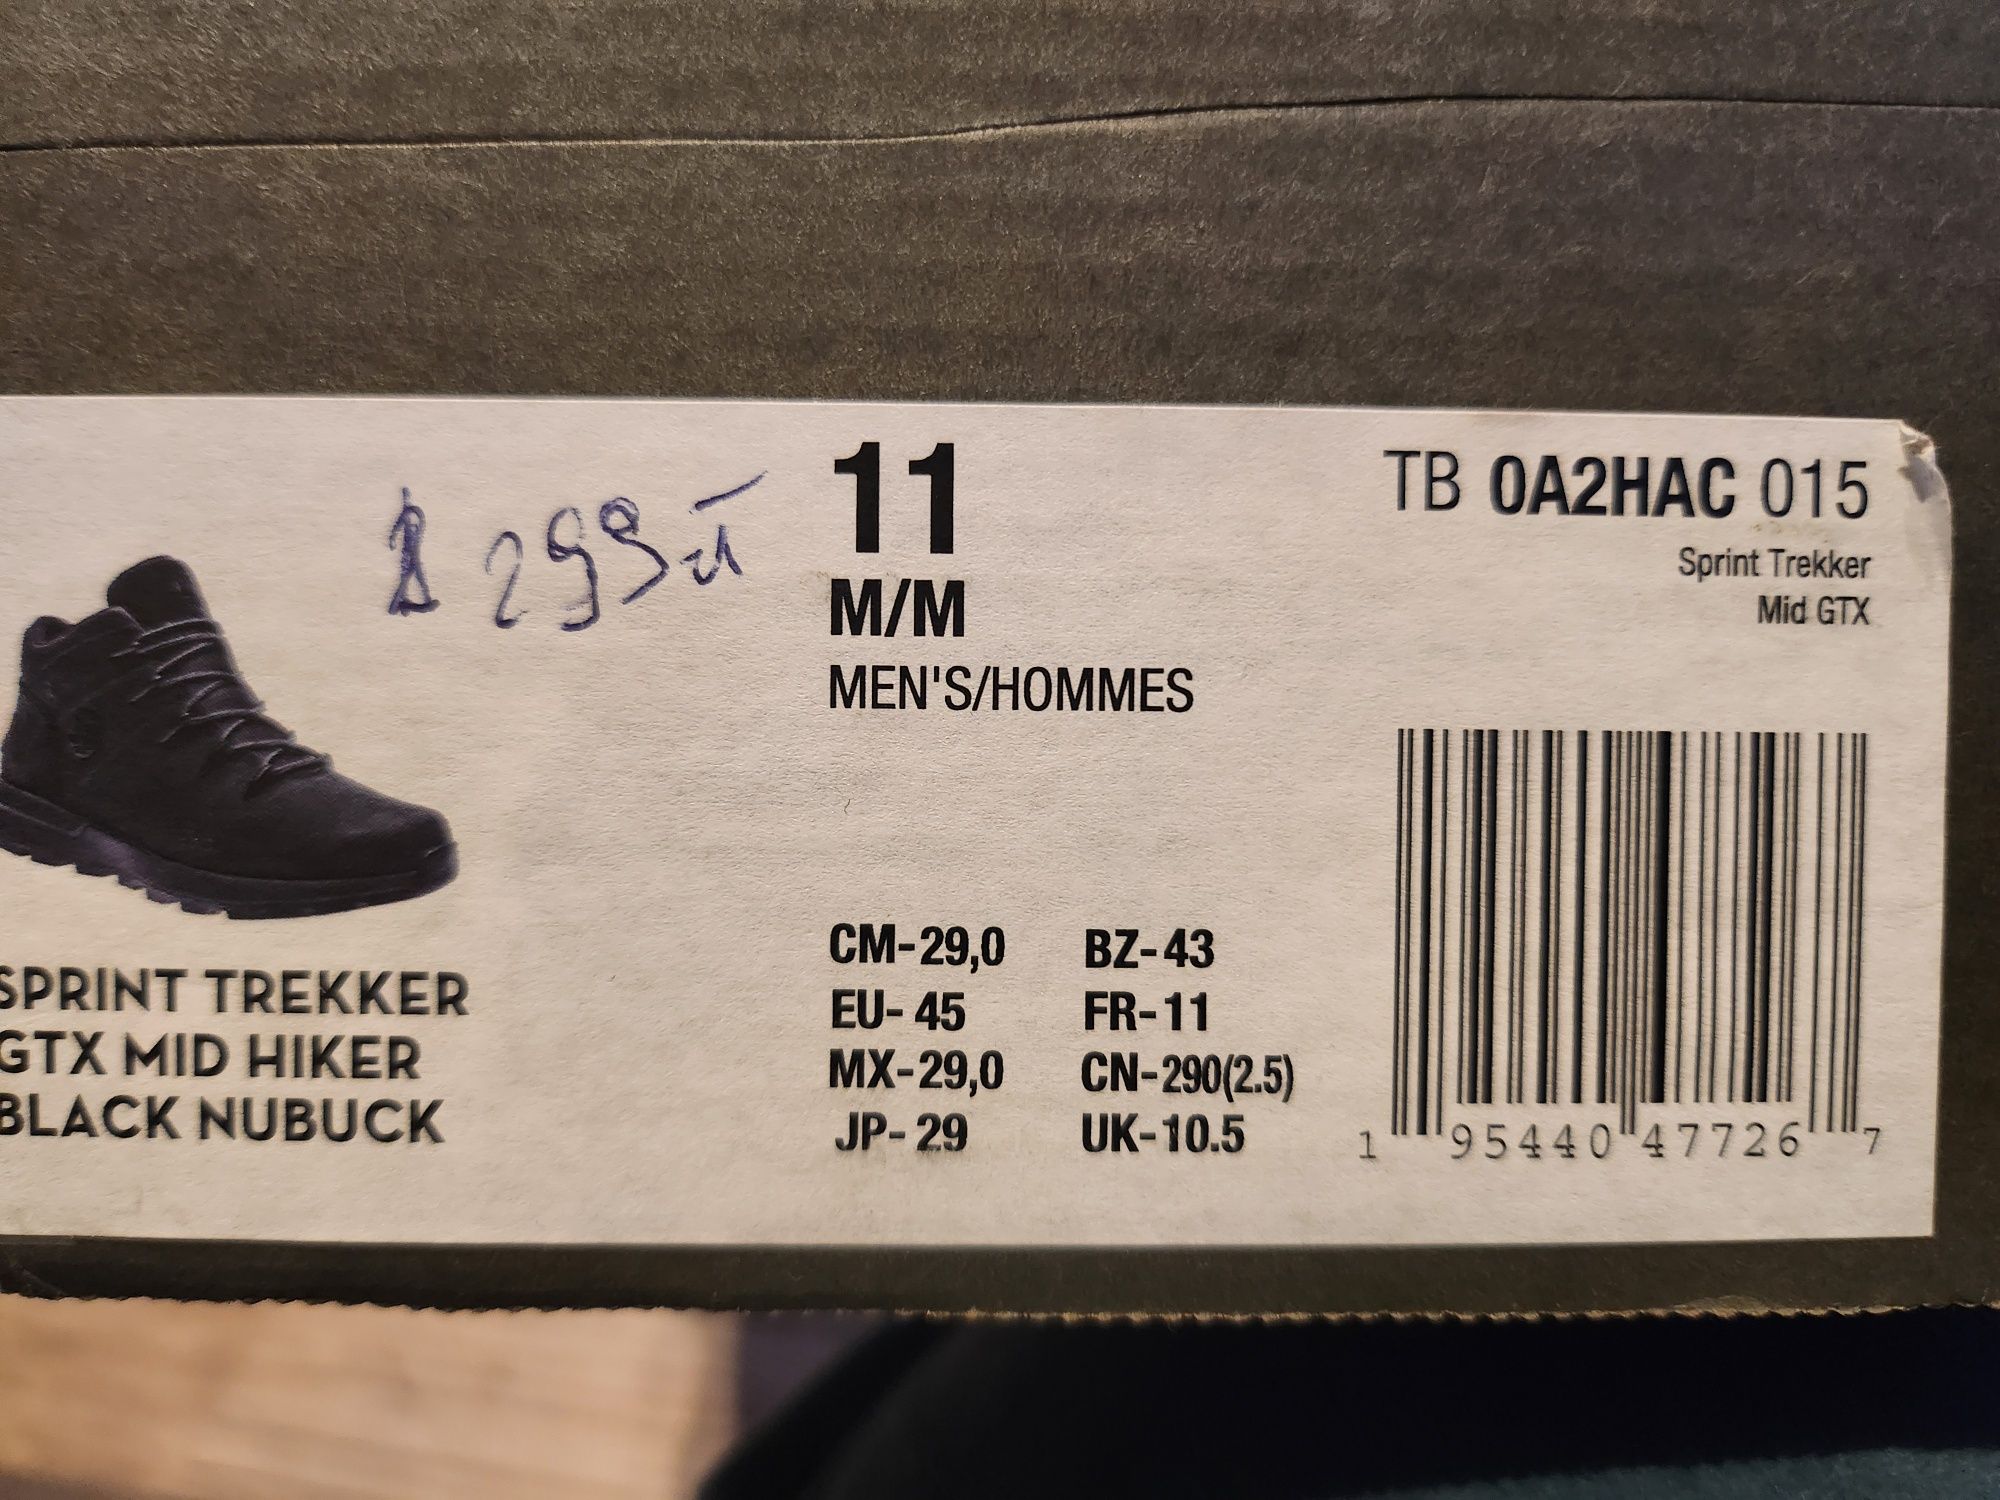 299 zł
11
M/M
MEN'S/HOMMES
TB 0A2HAC 015
Sprint Trekker
Mid GTX
SPRINT TREKKER
GTX MID HIKER
BLACK NUBUCK
CM-29,0 BZ-43
EU-45 FR-11
MX-29,0 CN-290(2.5)
JP-29 UK-10.5
1 95440 47726 7